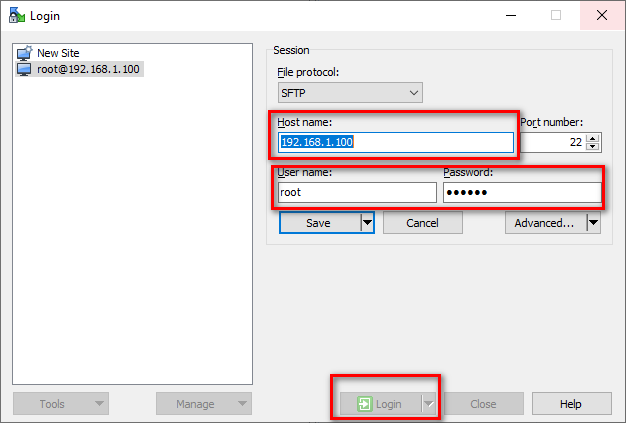 Login
New Site
root@192.168.1.100
Session
File protocol:
SFTP
Host name:
Port number:
192.168.1.100
22
User name:
Password:
root
••••••
Save
Cancel
Advanced...
Tools
Manage
Login
Close
Help